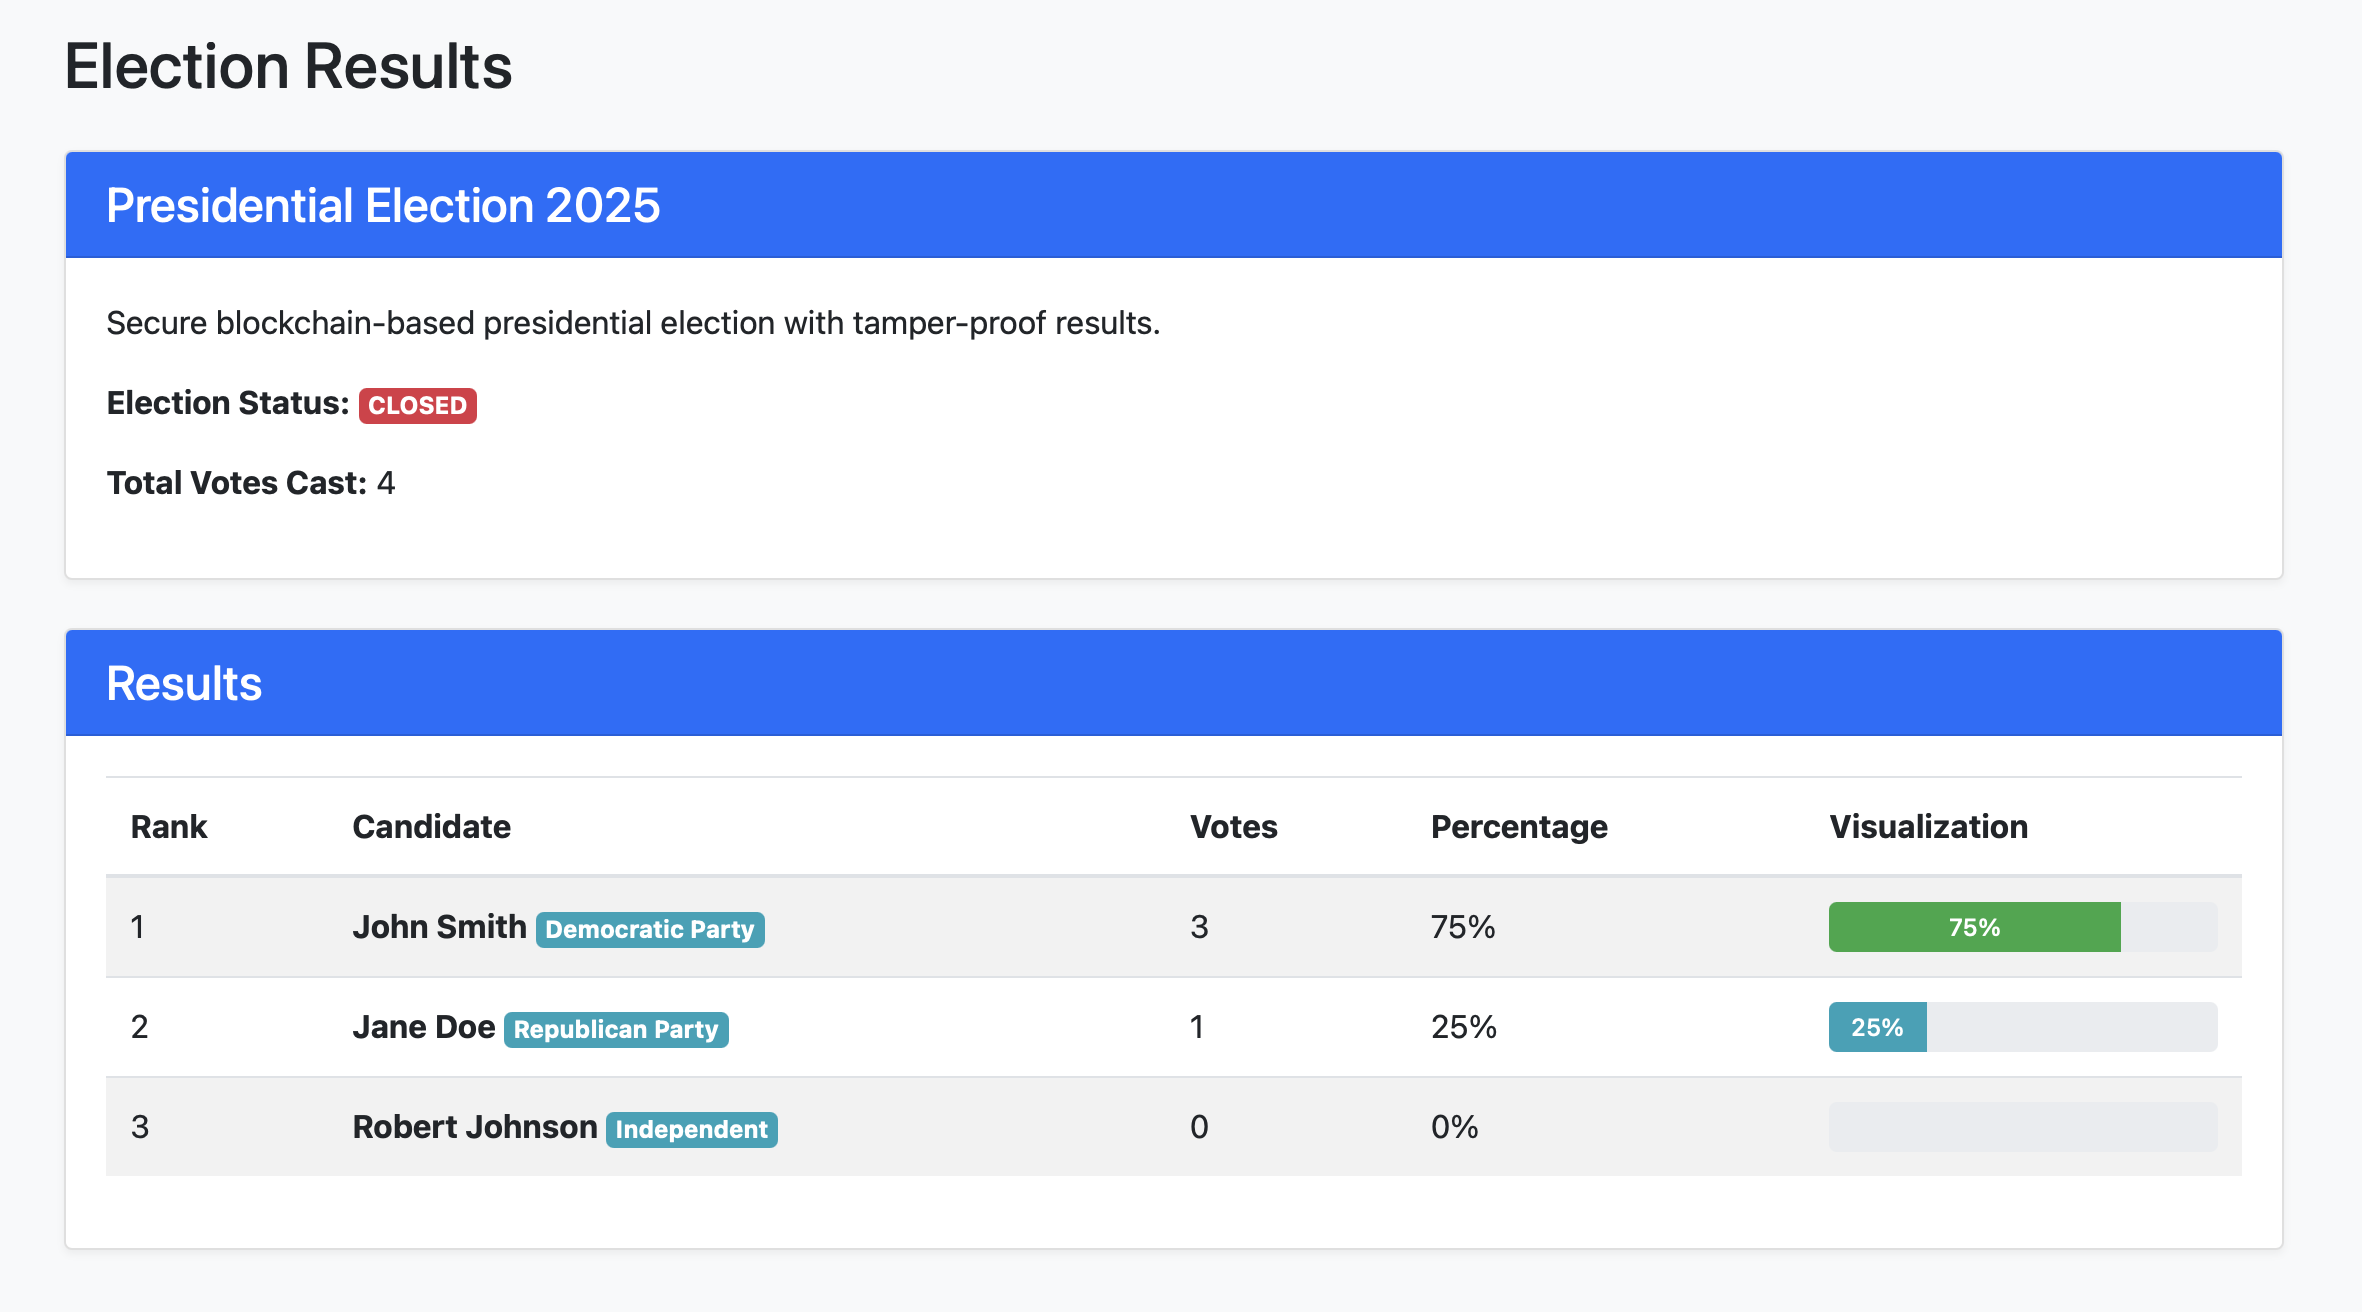 Election Results
Presidential Election 2025
Secure blockchain-based presidential election with tamper-proof results.
Election Status: CLOSED
Total Votes Cast: 4
Results
Rank Candidate Votes Percentage Visualization
1 John Smith Democratic Party 3 75% 75%
2 Jane Doe Republican Party 1 25% 25%
3 Robert Johnson Independent 0 0%